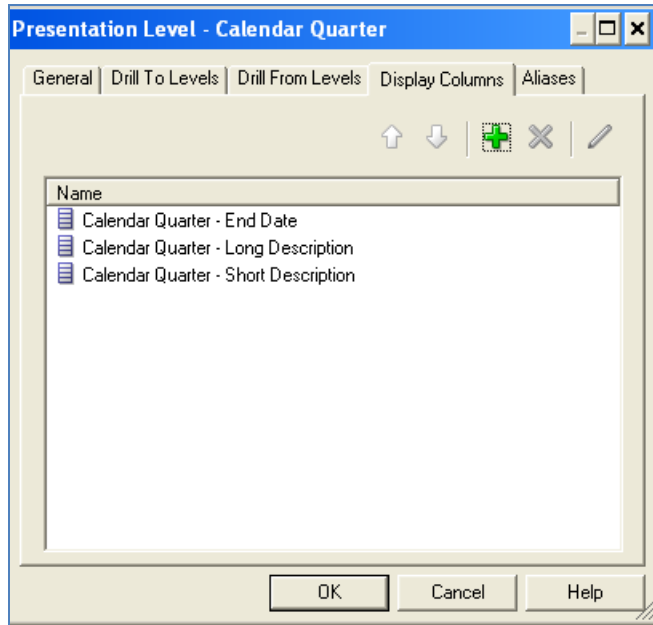 Presentation Level - Calendar Quarter
General Drill To Levels Drill From Levels Display Columns Aliases
Name
Calendar Quarter - End Date
Calendar Quarter - Long Description
Calendar Quarter - Short Description
OK Cancel Help